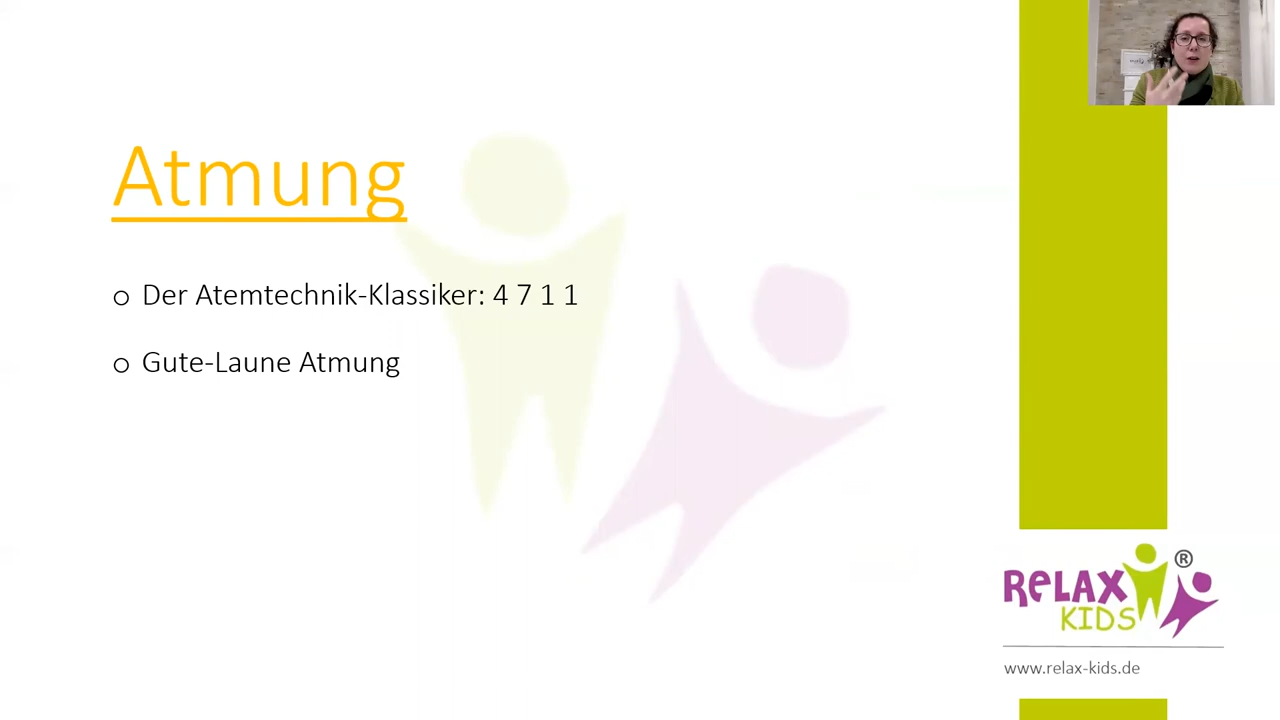 Atmung
o Der Atemtechnik-Klassiker: 4 7 1 1
o Gute-Laune Atmung
RELAX ®
KIDS
www.relax-kids.de